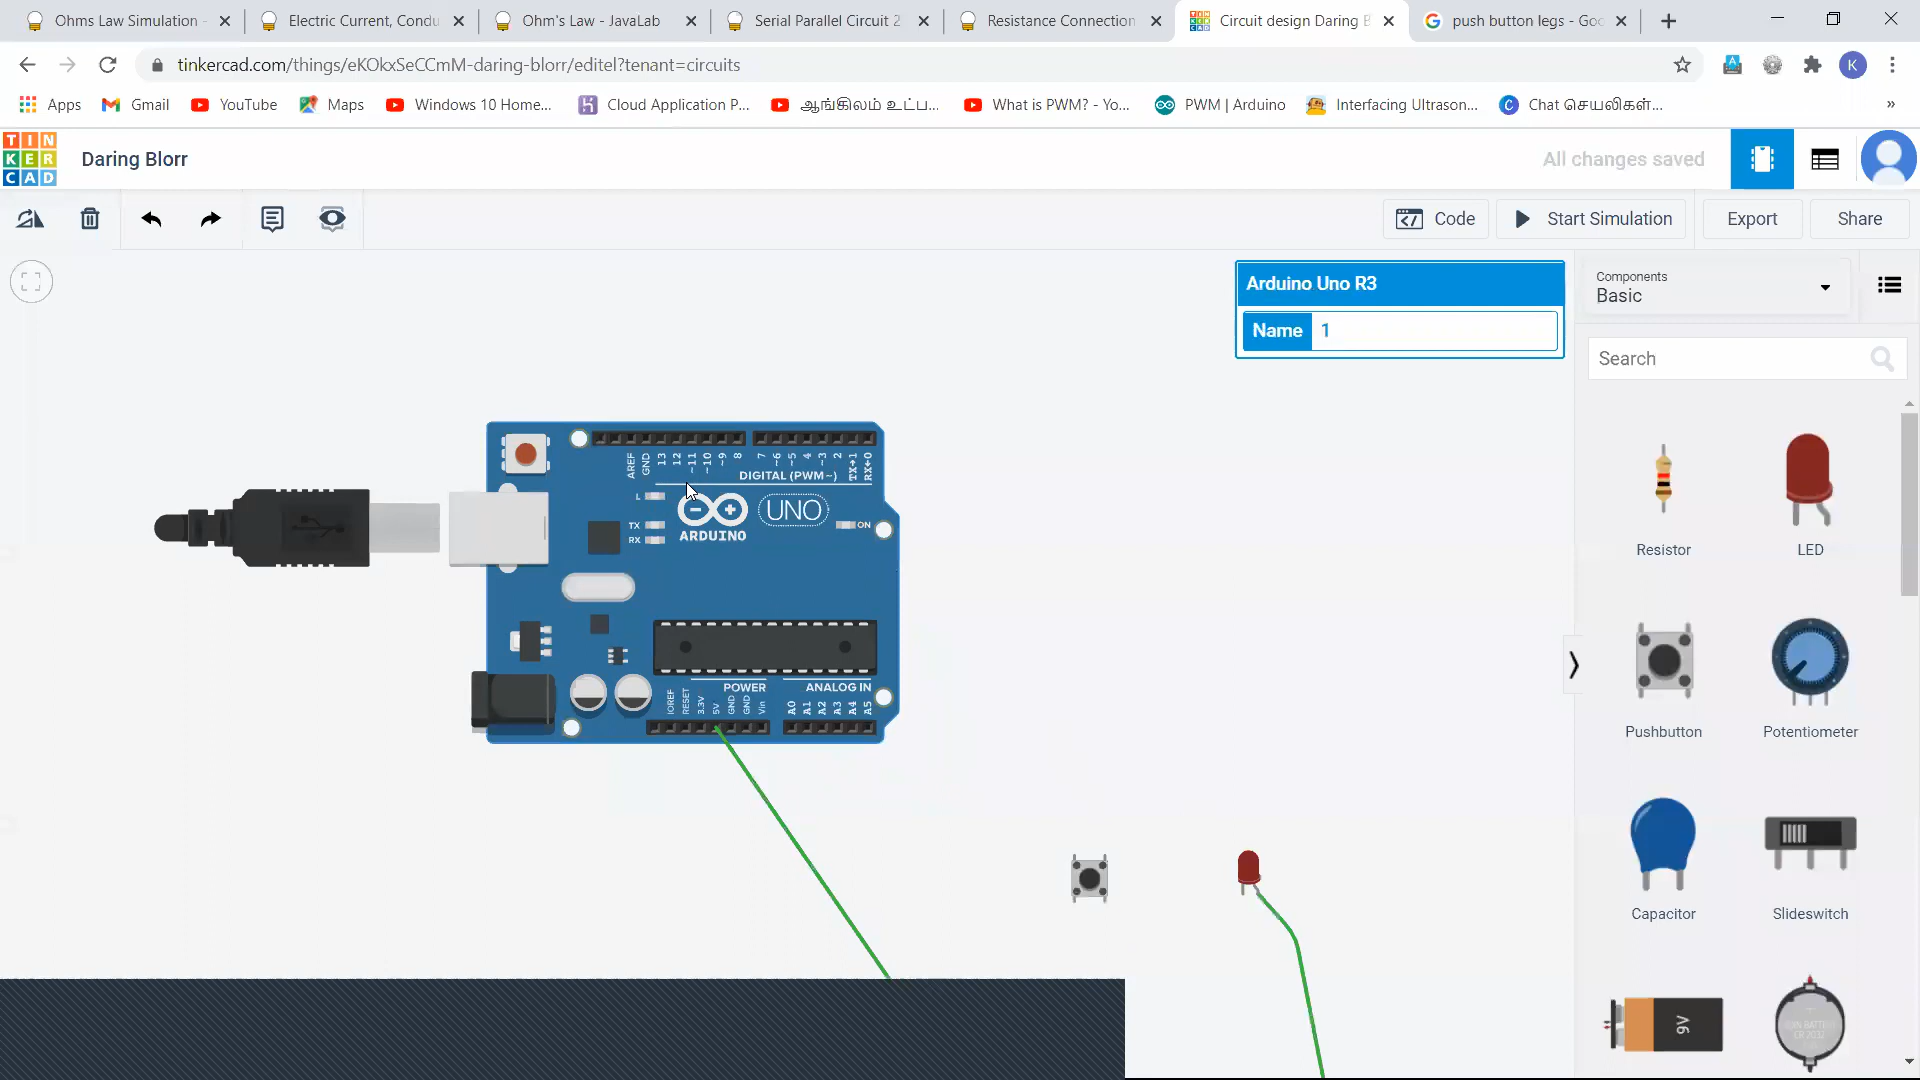 Ohms Law Simulation -
Electric Current, Condu
Ohm's Law - JavaLab
Serial Parallel Circuit 2
Resistance Connection
Circuit design Daring B
push button legs - Goo
tinkercad.com/things/eKOkxSeCCmM-daring-blorr/editel?tenant=circuits
K
Apps
Gmail
YouTube
Maps
Windows 10 Home...
Cloud Application P...
ஆங்கிலம் உட்ப...
What is PWM? - Yo...
PWM | Arduino
Interfacing Ultrason...
Chat செயலிகள்...
»
TIN
KER
CAD
Daring Blorr
All changes saved
Code
Start Simulation
Export
Share
Arduino Uno R3
Name 1
Components
Basic
Search
Resistor
LED
Pushbutton
Potentiometer
Capacitor
Slideswitch
9V
AREF
GND
13
12
~11
~10
~9
8
7
~6
~5
4
~3
2
TX→1
RX←0
DIGITAL (PWM~)
L
TX
RX
ARDUINO
UNO
ON
POWER
ANALOG IN
IOREF
RESET
3.3V
5V
GND
GND
Vin
A0
A1
A2
A3
A4
A5